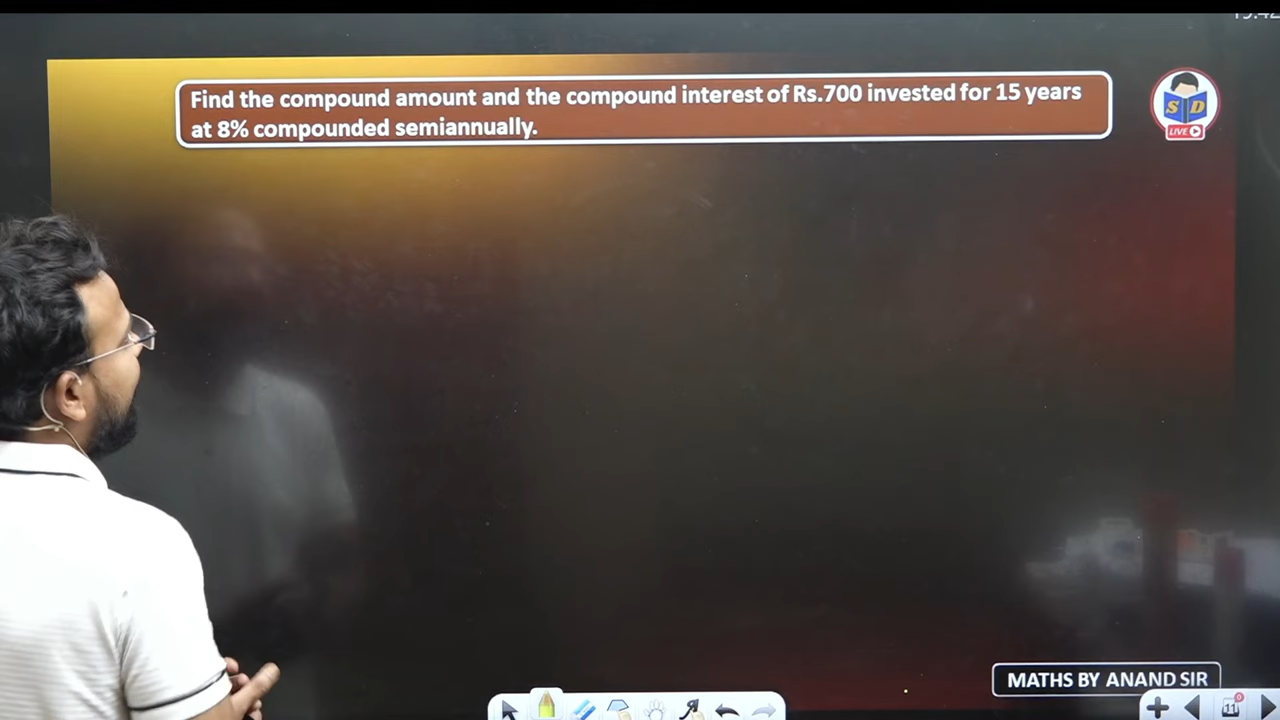 Find the compound amount and the compound interest of Rs.700 invested for 15 years
at 8% compounded semiannually.
S D
LIVE
MATHS BY ANAND SIR
11